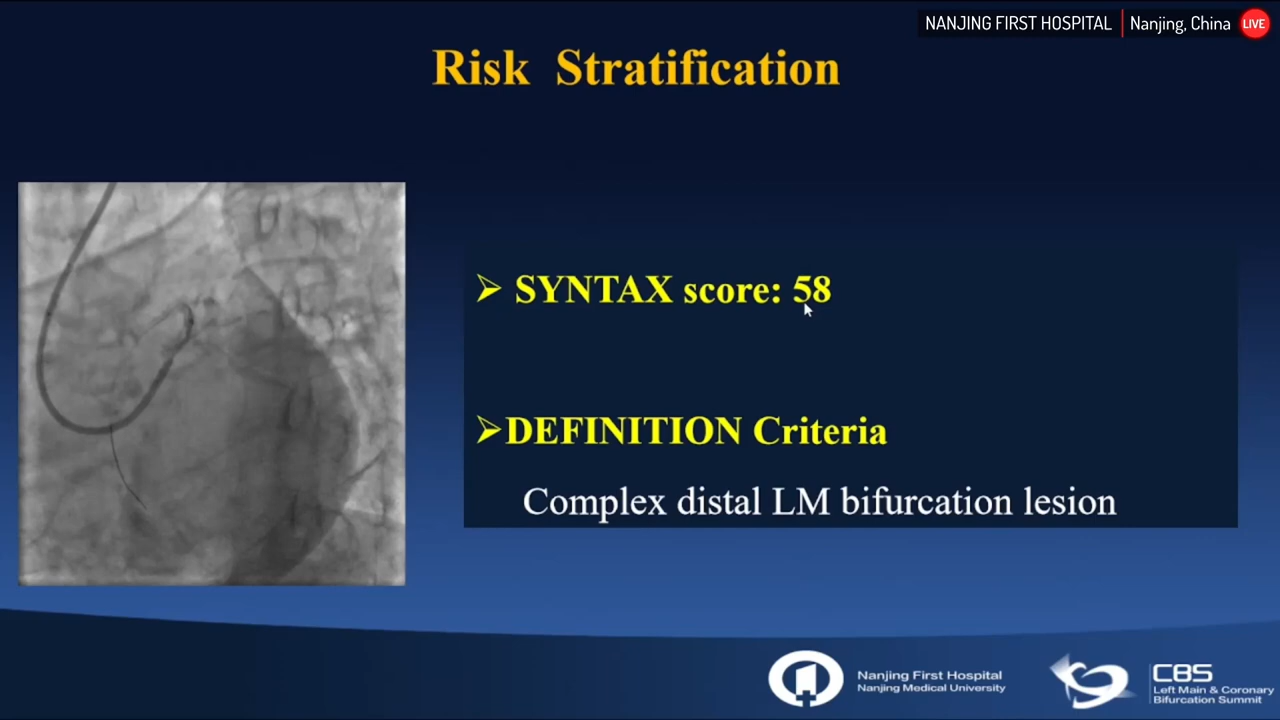 NANJING FIRST HOSPITAL | Nanjing, China LIVE
Risk Stratification
➢ SYNTAX score: 58
➢DEFINITION Criteria
Complex distal LM bifurcation lesion
Nanjing First Hospital
Nanjing Medical University
CBS
Left Main & Coronary
Bifurcation Summit